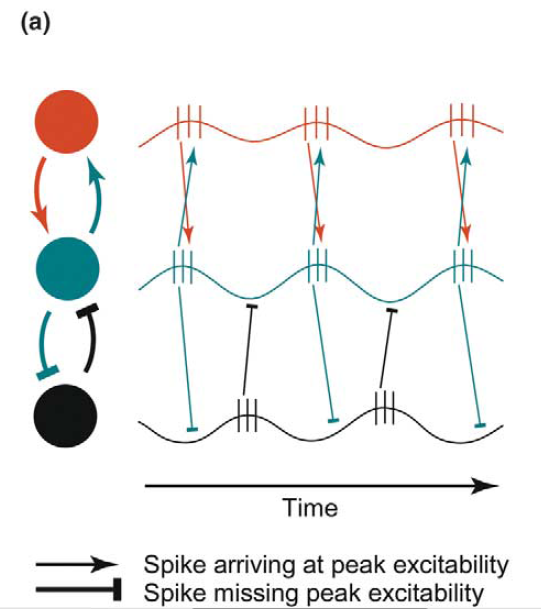 (a)
Time
Spike arriving at peak excitability
Spike missing peak excitability